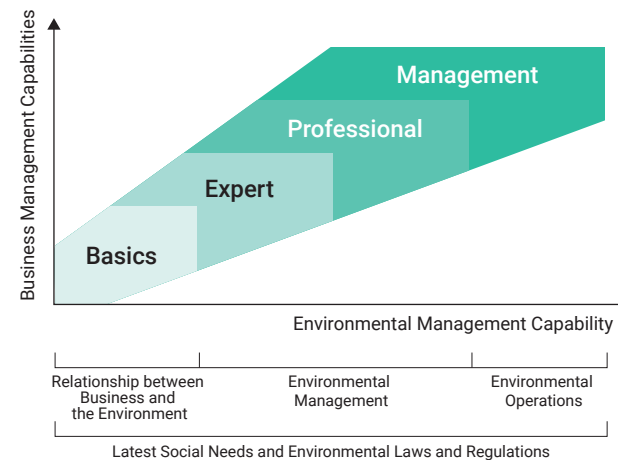 Business Management Capabilities
Management
Professional
Expert
Basics
Environmental Management Capability
Relationship between
Business and
the Environment
Environmental
Management
Environmental
Operations
Latest Social Needs and Environmental Laws and Regulations